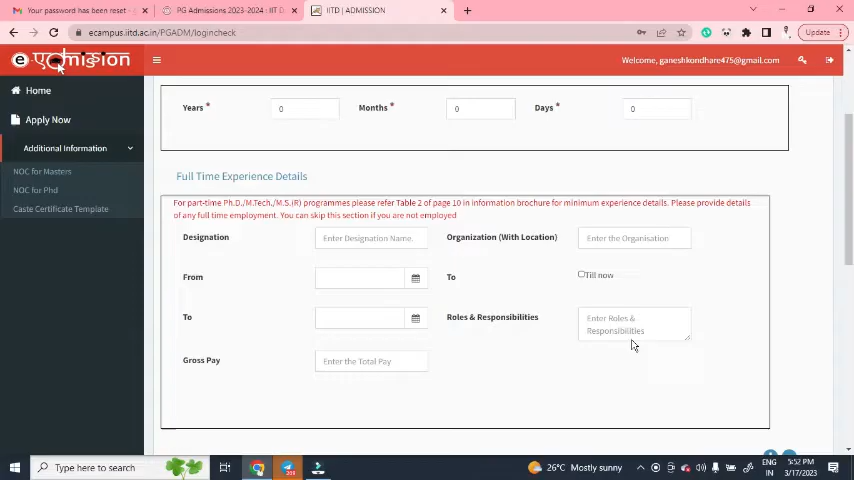 Your password has been reset -
PG Admissions 2023-2024 | IIT D
IITD | ADMISSION
ecampus.iitd.ac.in/PGADM/logincheck
Update
e-एdmiकion
Welcome, ganeshkondhare475@gmail.com
Home
Apply Now
Additional Information
NOC for Masters
NOC for Phd
Caste Certificate Template
Years * 0 Months * 0 Days * 0
Full Time Experience Details
For part-time Ph.D./M.Tech./M.S.(R) programmes please refer Table 2 of page 10 in information brochure for minimum experience details. Please provide details
of any full time employment. You can skip this section if you are not employed
Designation Enter Designation Name. Organization (With Location) Enter the Organisation
From To Till now
To Roles & Responsibilities Enter Roles &
Responsibilities
Gross Pay Enter the Total Pay
Type here to search
209
26°C Mostly sunny
ENG
IN
5:52 PM
3/17/2023